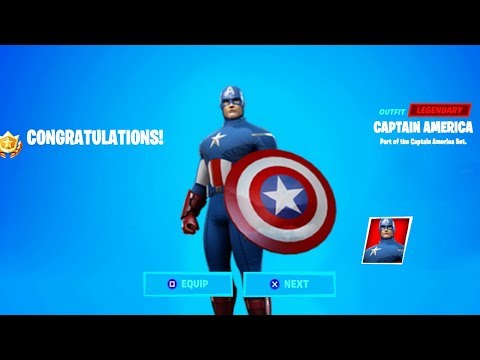 CONGRATULATIONS!
OUTFIT LEGENDARY
CAPTAIN AMERICA
Part of the Captain America Set.
A
EQUIP
NEXT